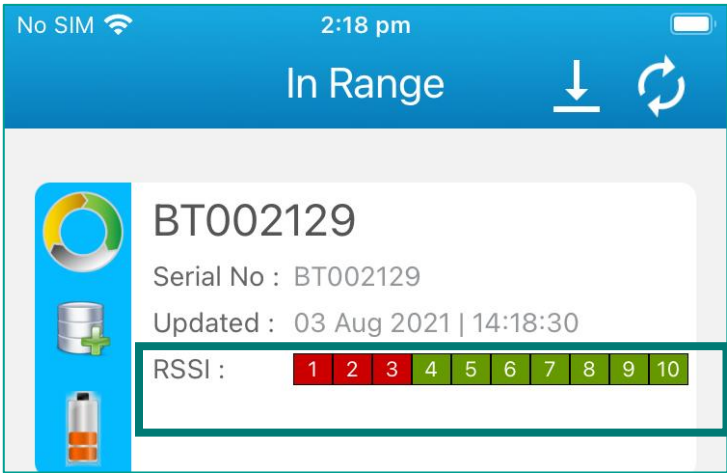 No SIM 2:18 pm
In Range
BT002129
Serial No : BT002129
Updated : 03 Aug 2021 | 14:18:30
RSSI : 1 2 3 4 5 6 7 8 9 10